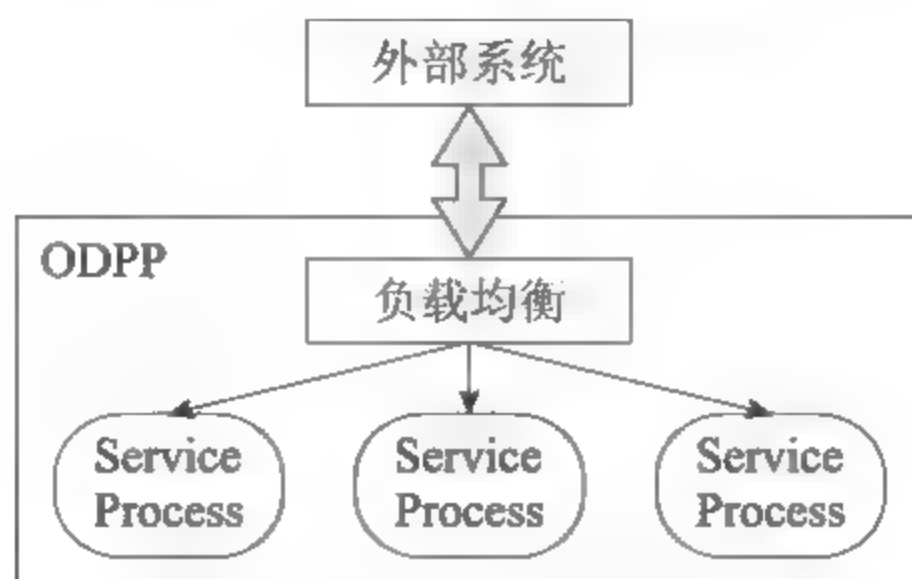 外部系统
ODPP
负载均衡
Service
Process
Service
Process
Service
Process